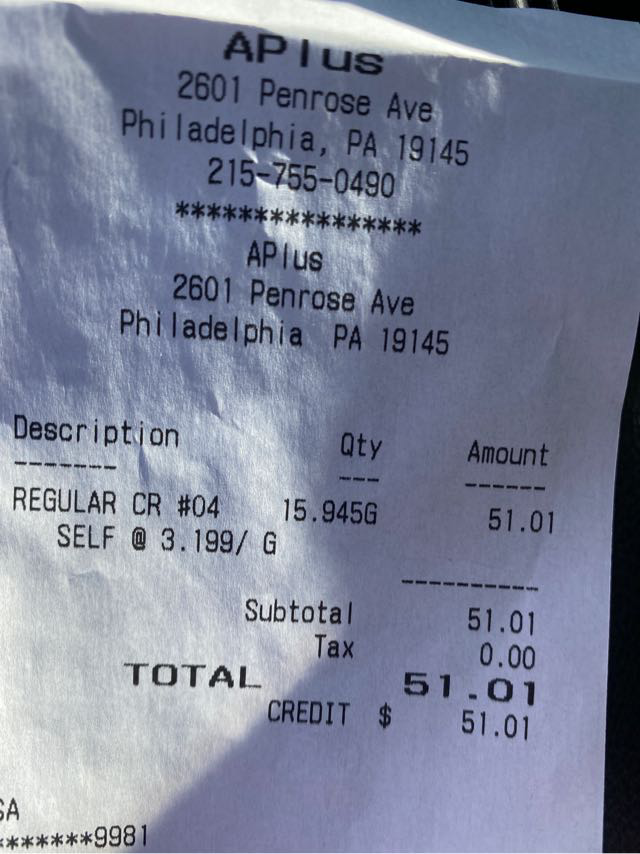 APlus
2601 Penrose Ave
Philadelphia, PA 19145
215-755-0490
****************
APlus
2601 Penrose Ave
Philadelphia PA 19145
Description Qty Amount
------- --- ------
REGULAR CR #04 15.945G 51.01
SELF @ 3.199/ G
----------
Subtotal 51.01
Tax 0.00
TOTAL 51.01
CREDIT $ 51.01
SA
*******9981